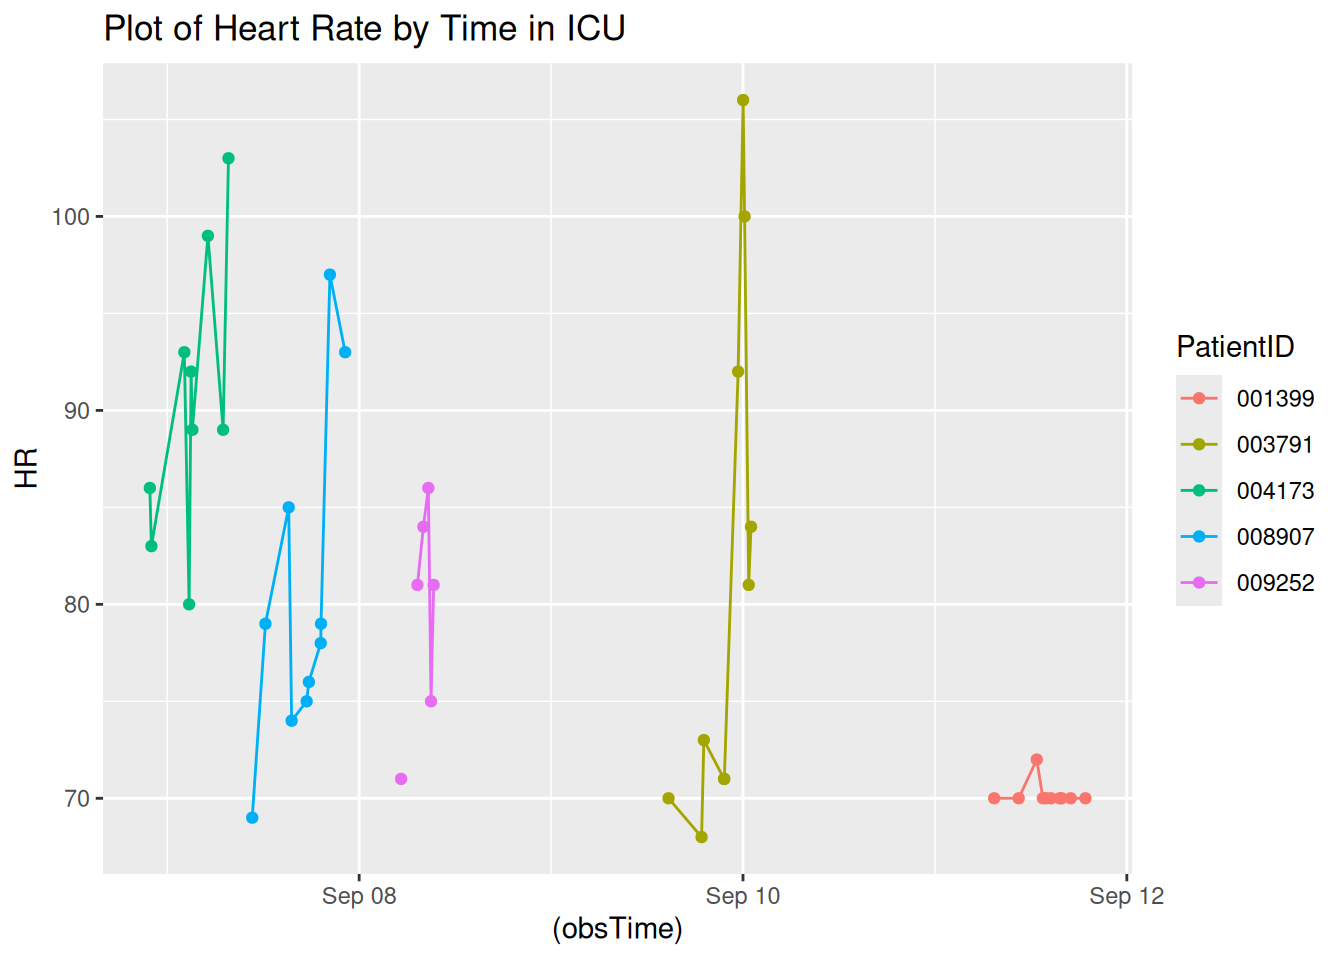 Plot of Heart Rate by Time in ICU
HR
100
90
80
70
Sep 08
Sep 10
Sep 12
(obsTime)
PatientID
001399
003791
004173
008907
009252